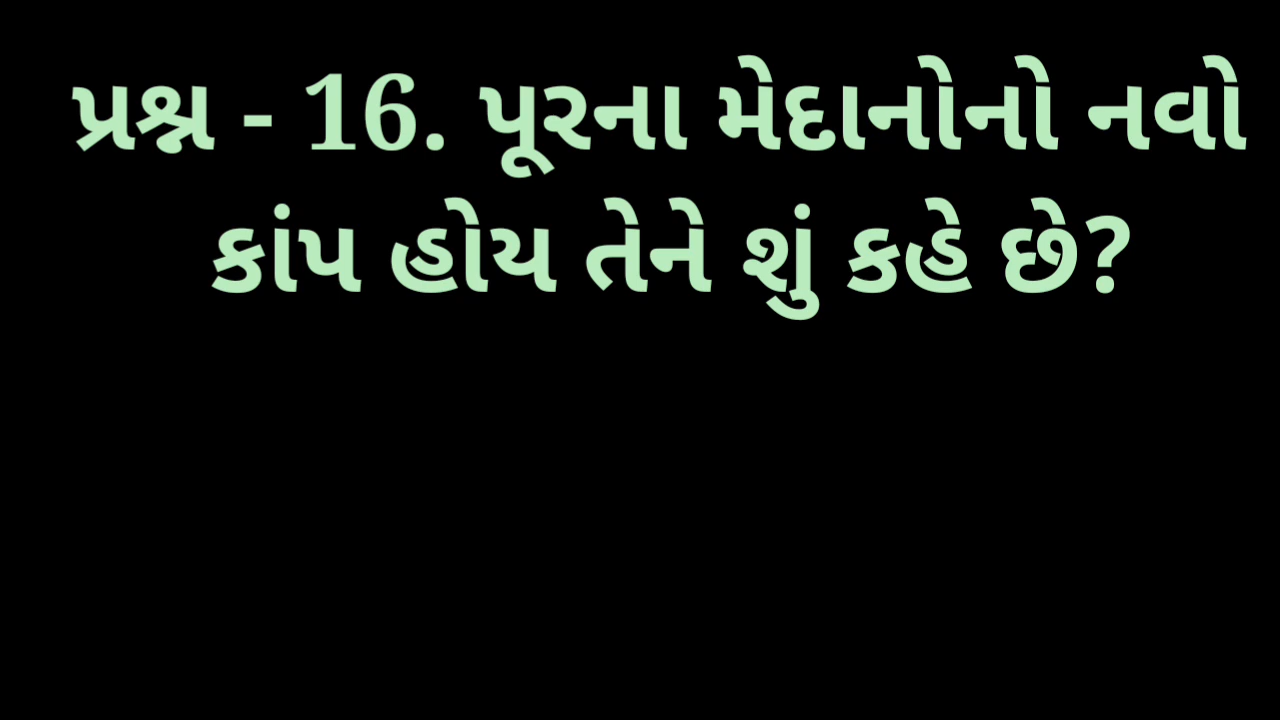 પ્રશ્ન - 16. પૂરના મેદાનોનો નવો
કાંપ હોય તેને શું કહે છે?